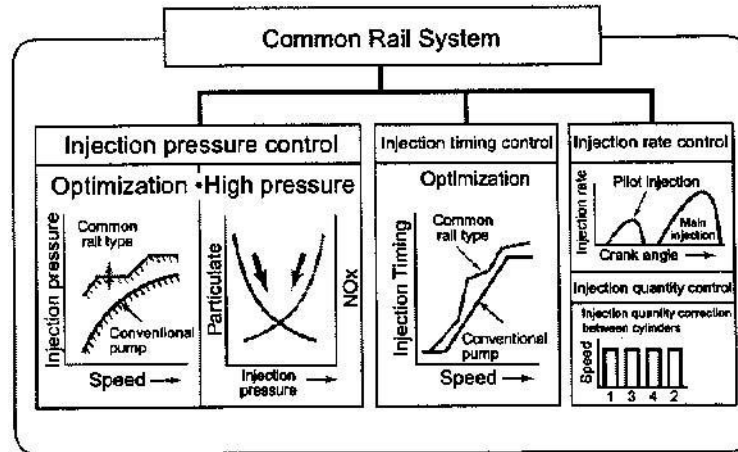 Common Rail System
Injection pressure control
Optimization • High pressure
Injection pressure
Common
rail type
Conventional
pump
Speed
Particulate
NOx
Injection
pressure
Injection timing control
Optimization
Injection Timing
Common
rail type
Conventional
pump
Speed
Injection rate control
Injection rate
Pilot injection
Main
injection
Crank angle
Injection quantity control
Injection quantity correction
between cylinders
Speed
1 3 4 2